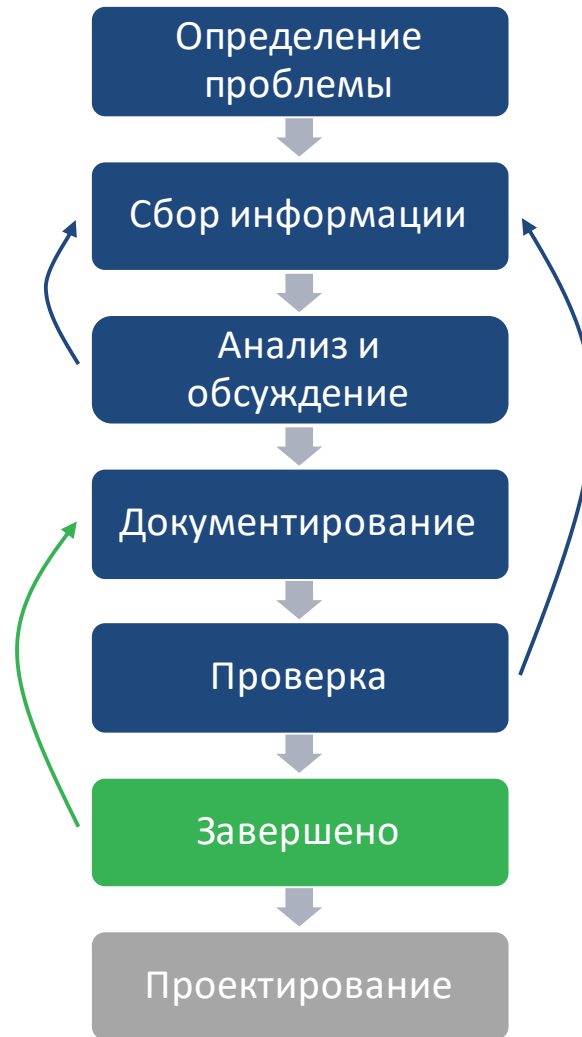 Определение
проблемы
Сбор информации
Анализ и
обсуждение
Документирование
Проверка
Завершено
Проектирование